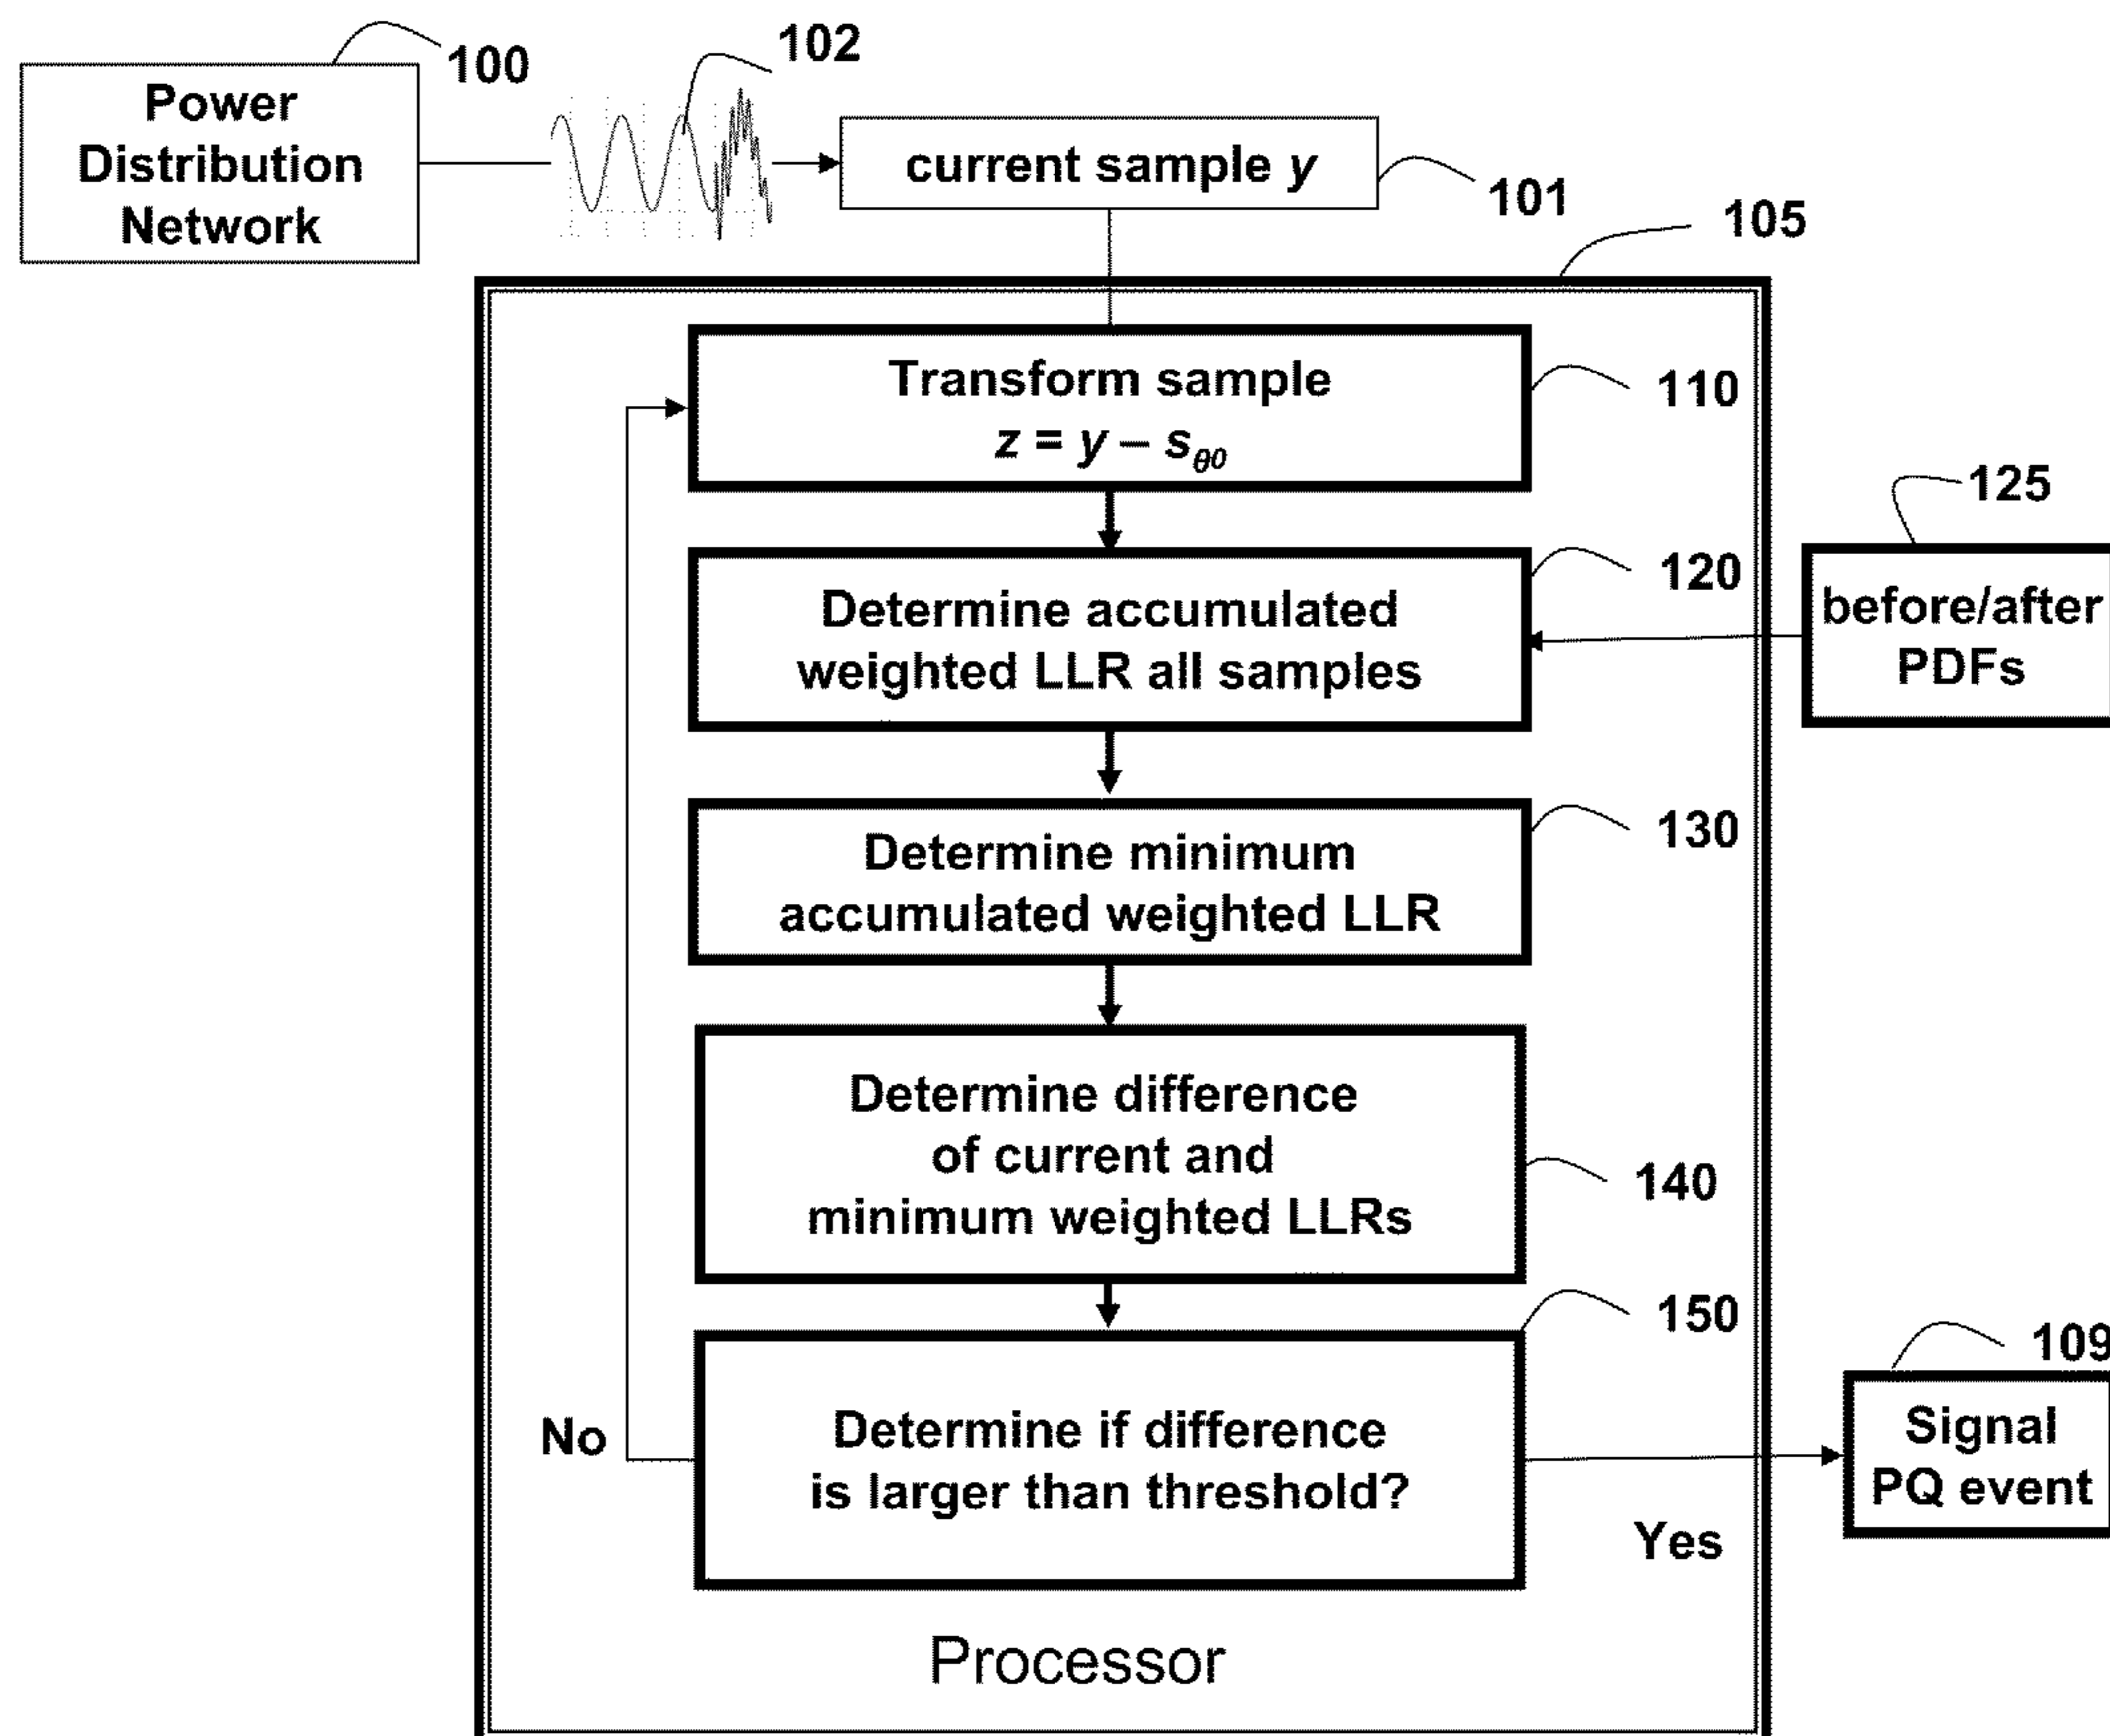 100
102
Power
Distribution
Network
current sample y
101
105
Transform sample
z = y – sθ0
110
125
before/after
PDFs
120
Determine accumulated
weighted LLR all samples
130
Determine minimum
accumulated weighted LLR
Determine difference
of current and
minimum weighted LLRs
140
150
109
No
Determine if difference
is larger than threshold?
Yes
Signal
PQ event
Processor